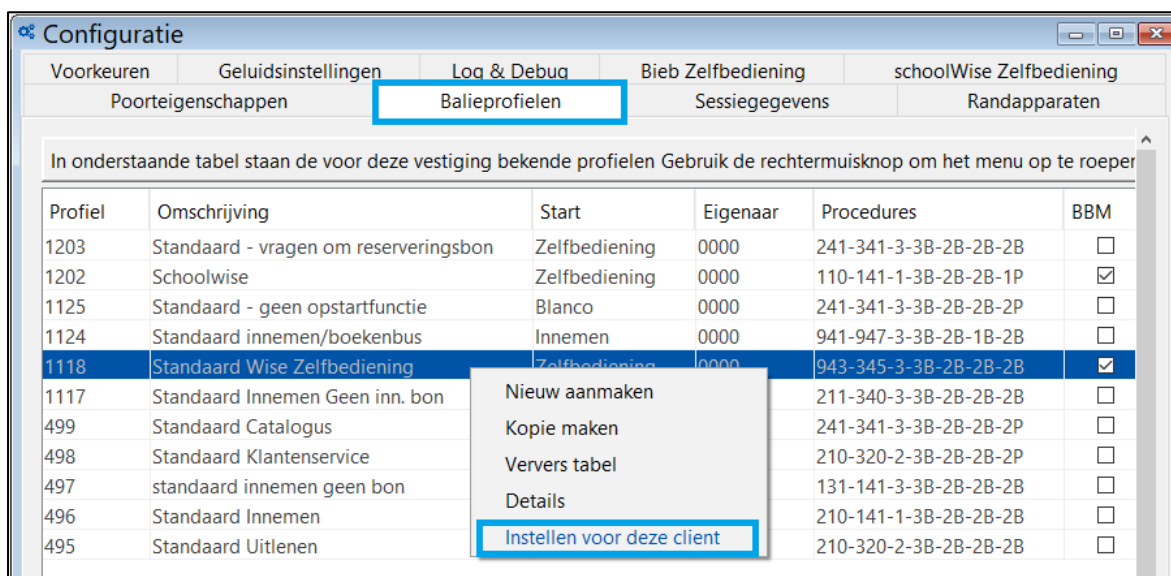 Configuratie
Voorkeuren Geluidsinstellingen Log & Debug Bieb Zelfbediening schoolWise Zelfbediening
Poorteigenschappen Balieprofielen Sessiegegevens Randapparaten
In onderstaande tabel staan de voor deze vestiging bekende profielen Gebruik de rechtermuisknop om het menu op te roeper
Profiel Omschrijving Start Eigenaar Procedures BBM
1203 Standaard - vragen om reserveringsbon Zelfbediening 0000 241-341-3-3B-2B-2B-2B
1202 Schoolwise Zelfbediening 0000 110-141-1-3B-2B-2B-1P
1125 Standaard - geen opstartfunctie Blanco 0000 241-341-3-3B-2B-2B-2P
1124 Standaard innemen/boekenbus Innemen 0000 941-947-3-3B-2B-1B-2B
1118 Standaard Wise Zelfbediening Zelfbediening 0000 943-345-3-3B-2B-2B-2B
1117 Standaard Innemen Geen inn. bon Nieuw aanmaken 211-340-3-3B-2B-2B-2B
499 Standaard Catalogus Kopie maken 241-341-3-3B-2B-2B-2P
498 Standaard Klantenservice Ververs tabel 210-320-2-3B-2B-2B-2P
497 standaard innemen geen bon Details 131-141-3-3B-2B-2B-2B
496 Standaard Innemen 210-141-1-3B-2B-2B-2B
495 Standaard Uitlenen Instellen voor deze client 210-320-2-3B-2B-2B-2B